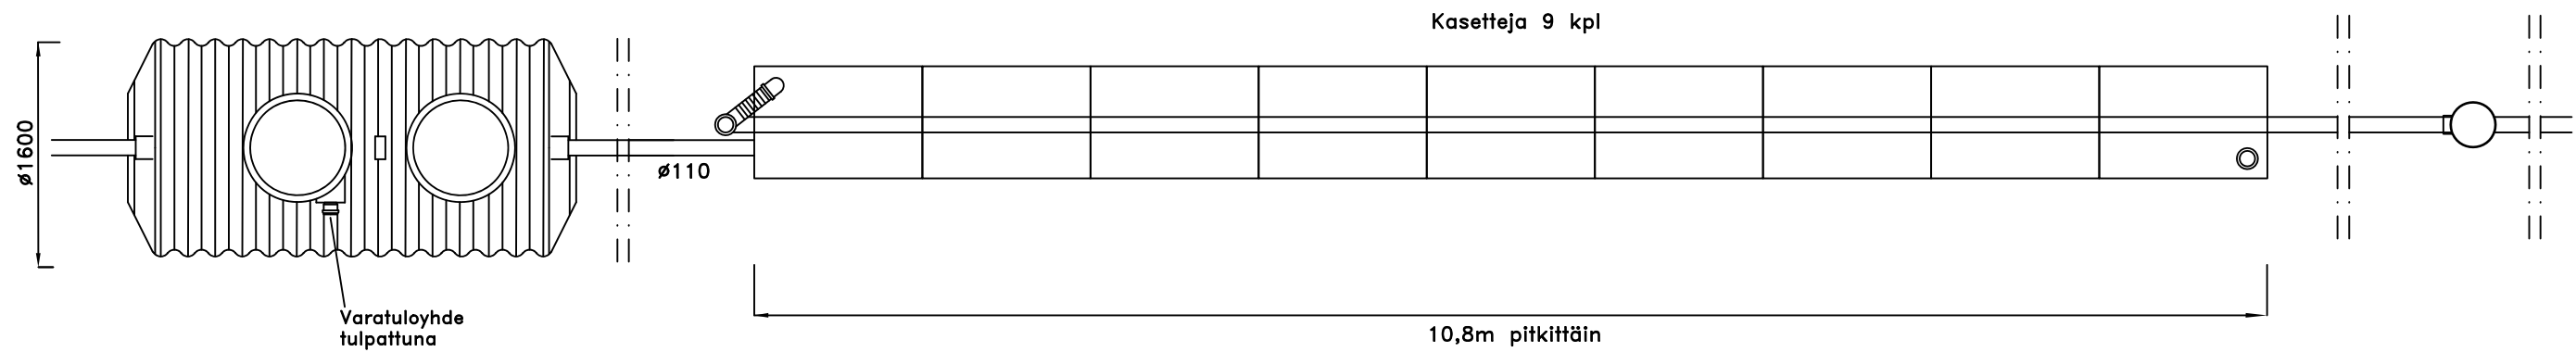 Kasetteja 9 kpl
ø1600
ø110
Varatuloyhde
tulpattuna
10,8m pitkittäin